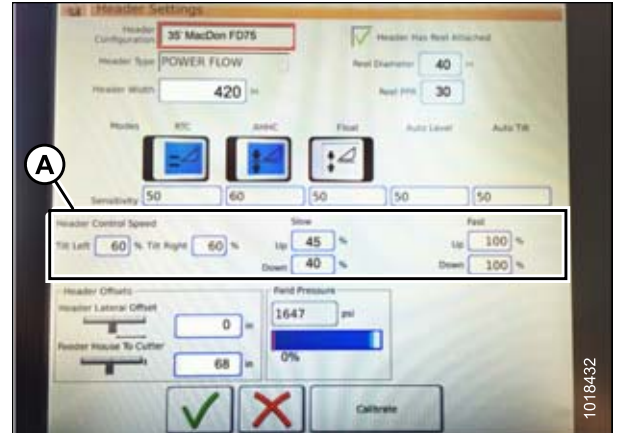 Header Settings
Header Configuration 35' MacDon FD75
Header Has Reel Attached
Header Type POWER FLOW
Reel Diameter 40 in
Header Width 420 in
Reel PPR 30
Modes RTC AHHC Float Auto Level Auto Tilt
Sensitivity 50 60 50 50 50
A
Header Control Speed Slow Fast
Tilt Left 60 % Tilt Right 60 % Up 45 % Up 100 %
Down 40 % Down 100 %
Header Offsets
Header Lateral Offset
0 in
Feeder House To Cutter
68 in
Field Pressure
1647 psi
0%
Calibrate
1018432